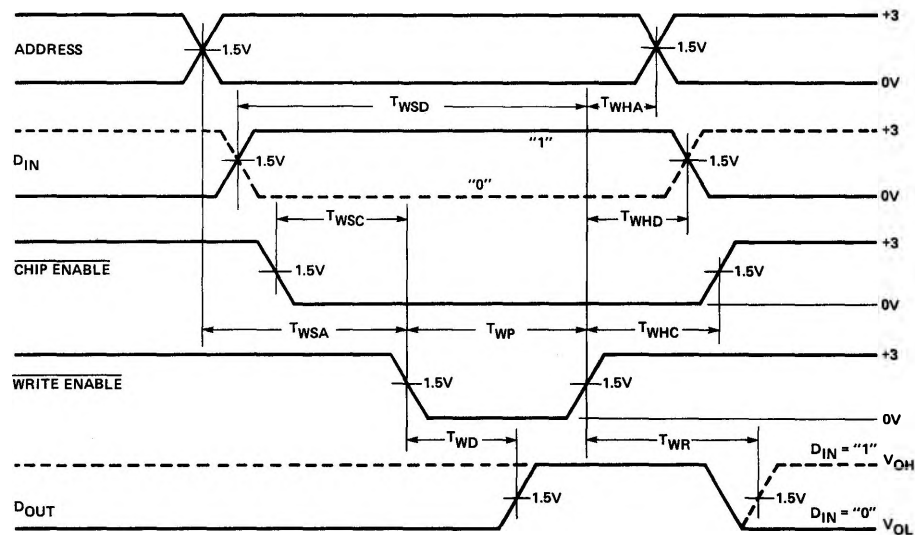 +3
ADDRESS
1.5V
1.5V
0V
TWSD
TWHA
+3
DIN
1.5V
"1"
1.5V
"0"
0V
TWSC
TWHD
+3
CHIP ENABLE
1.5V
1.5V
0V
TWSA
TWP
TWHC
+3
WRITE ENABLE
1.5V
1.5V
0V
TWD
TWR
DIN = "1"
VOH
DOUT
1.5V
1.5V
DIN = "0"
VOL